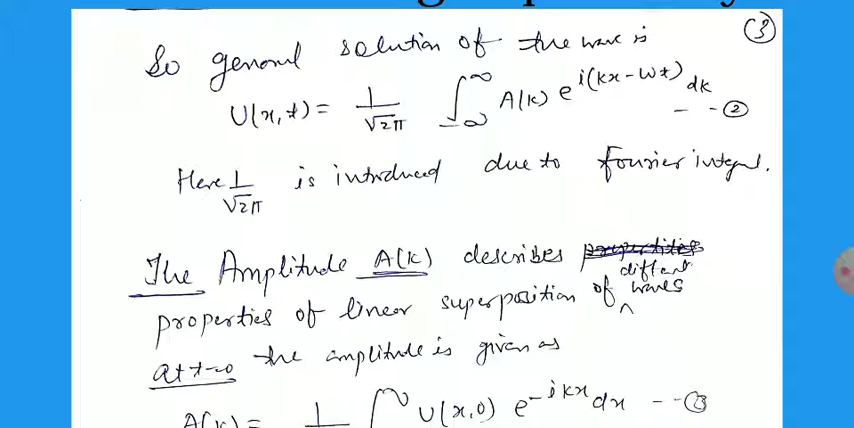 (3)
So general solution of the wave is
U(x,t) = 1/√2π ∫_{-∞}^{∞} A(k) e^{i(kx-ωt)} dk -- (2)
Here 1/√2π is introduced due to fourier integral.
The Amplitude A(k) describes
properties of linear superposition of diffent waves
at t=0 the amplitude is given as
A(k) = 1 ∫^∞ U(x,0) e^{-ikx} dx --(3)